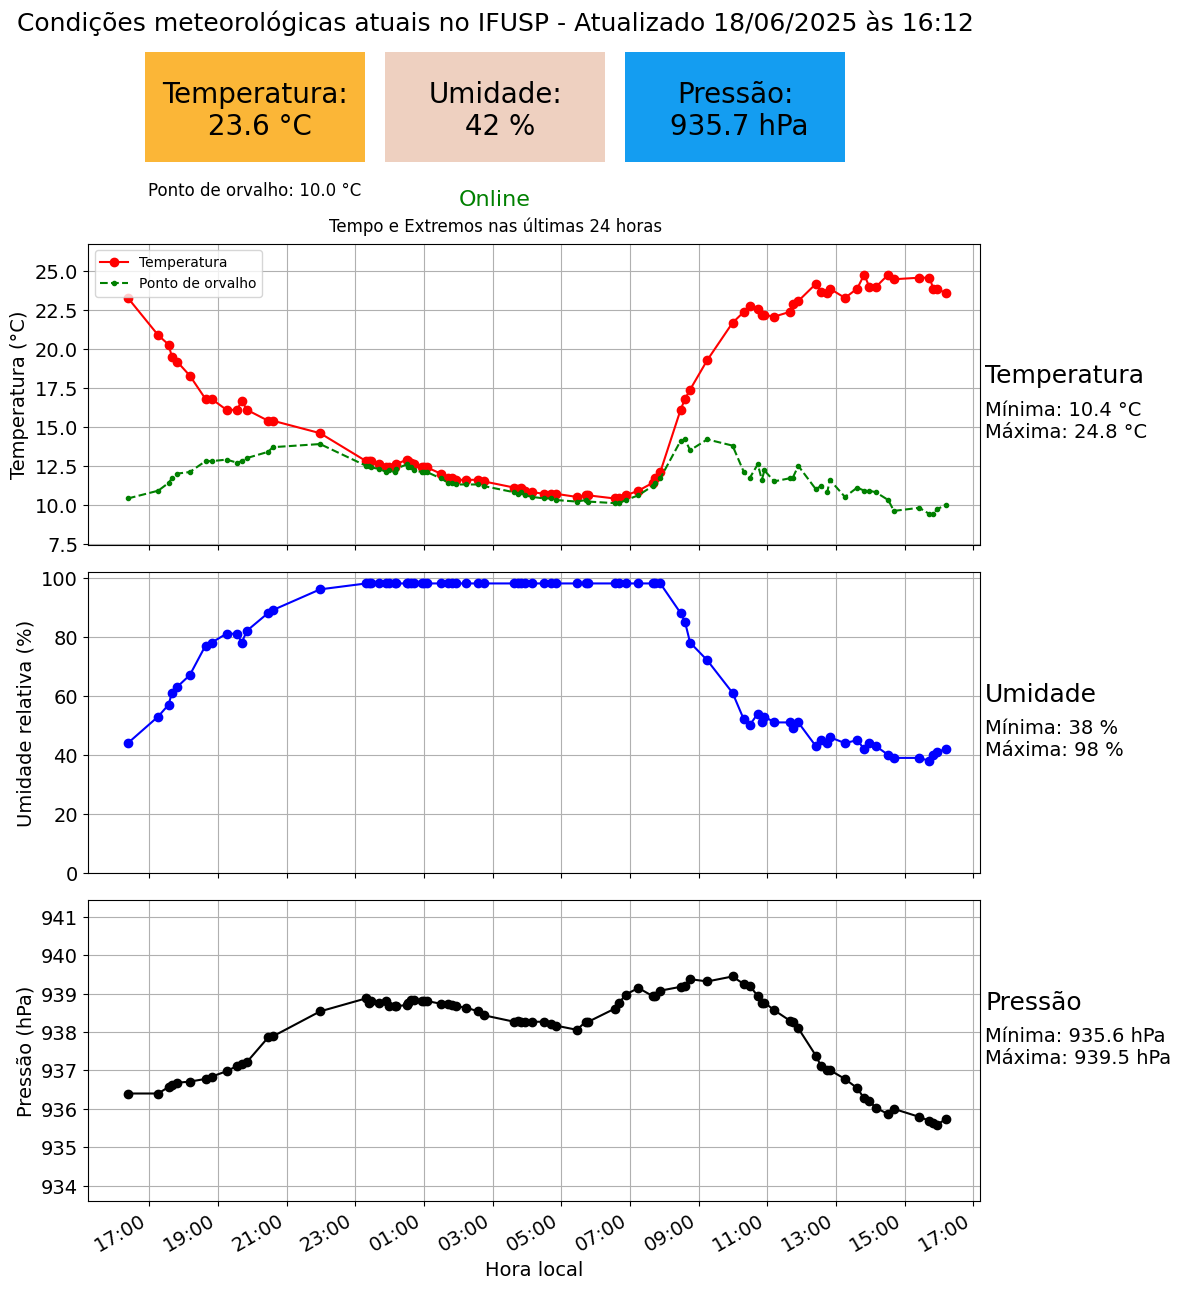 Condições meteorológicas atuais no IFUSP - Atualizado 18/06/2025 às 16:12
Temperatura:
23.6 °C
Umidade:
42 %
Pressão:
935.7 hPa
Ponto de orvalho: 10.0 °C
Online
Tempo e Extremos nas últimas 24 horas
Temperatura
Ponto de orvalho
Temperatura (°C)
25.0
22.5
20.0
17.5
15.0
12.5
10.0
7.5
Temperatura
Mínima: 10.4 °C
Máxima: 24.8 °C
Umidade relativa (%)
100
80
60
40
20
0
Umidade
Mínima: 38 %
Máxima: 98 %
Pressão (hPa)
941
940
939
938
937
936
935
934
Pressão
Mínima: 935.6 hPa
Máxima: 939.5 hPa
17:00 19:00 21:00 23:00 01:00 03:00 05:00 07:00 09:00 11:00 13:00 15:00 17:00
Hora local